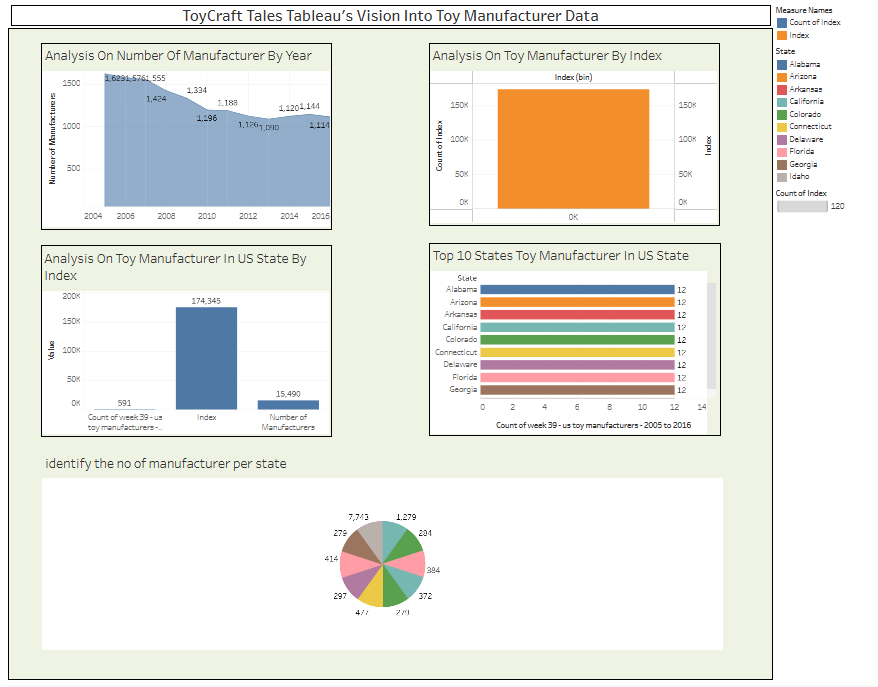 ToyCraft Tales Tableau's Vision Into Toy Manufacturer Data
Analysis On Number Of Manufacturer By Year
Number of Manufacturers
1500
1000
500
1,623
1,576
1,555
1,424
1,334
1,196
1,188
1,126
1,090
1,120
1,144
1,114
2004 2006 2008 2010 2012 2014 2016
Analysis On Toy Manufacturer By Index
Index (bin)
Count of Index
150K
100K
50K
0K
150K
100K
50K
0K
Index
0K
Analysis On Toy Manufacturer In US State By
Index
Value
200K
150K
100K
50K
0K
591
174,345
15,490
Count of week 39 - us
toy manufacturers -..
Index
Number of
Manufacturers
Top 10 States Toy Manufacturer In US State
State
Alabama 12
Arizona 12
Arkansas 12
California 12
Colorado 12
Connecticut 12
Delaware 12
Florida 12
Georgia 12
0 2 4 6 8 10 12 14
Count of week 39 - us toy manufacturers - 2005 to 2016
identify the no of manufacturer per state
7,743 1,279
279 284
414 384
297 372
477 279
Measure Names
Count of Index
Index
State
Alabama
Arizona
Arkansas
California
Colorado
Connecticut
Delaware
Florida
Georgia
Idaho
Count of Index
120